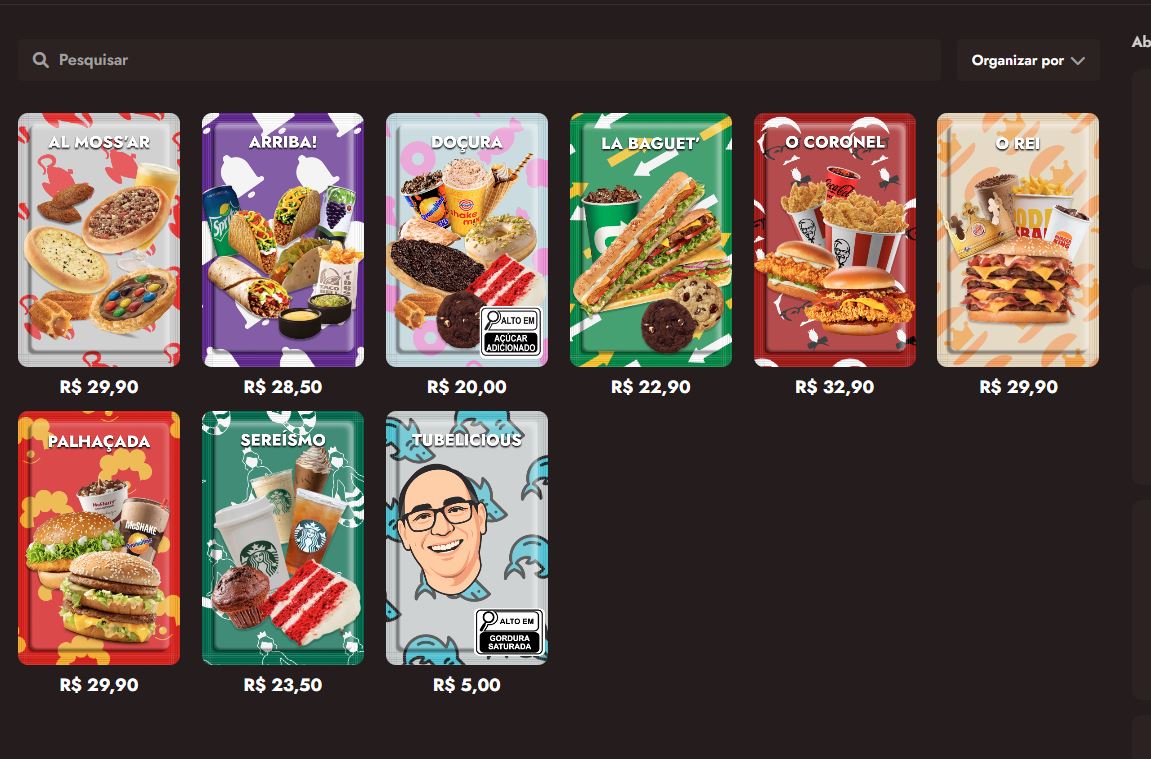 Ab
Pesquisar
Organizar por
AL MOSS'AR
ARRIBA!
DOÇURA
LA BAGUET'
O CORONEL
O REI
ALTO EM
AÇÚCAR
ADICIONADO
R$ 29,90
R$ 28,50
R$ 20,00
R$ 22,90
R$ 32,90
R$ 29,90
PALHAÇADA
SEREÍSMO
TUBELICIOUS
McSHAKE
ALTO EM
GORDURA
SATURADA
R$ 29,90
R$ 23,50
R$ 5,00